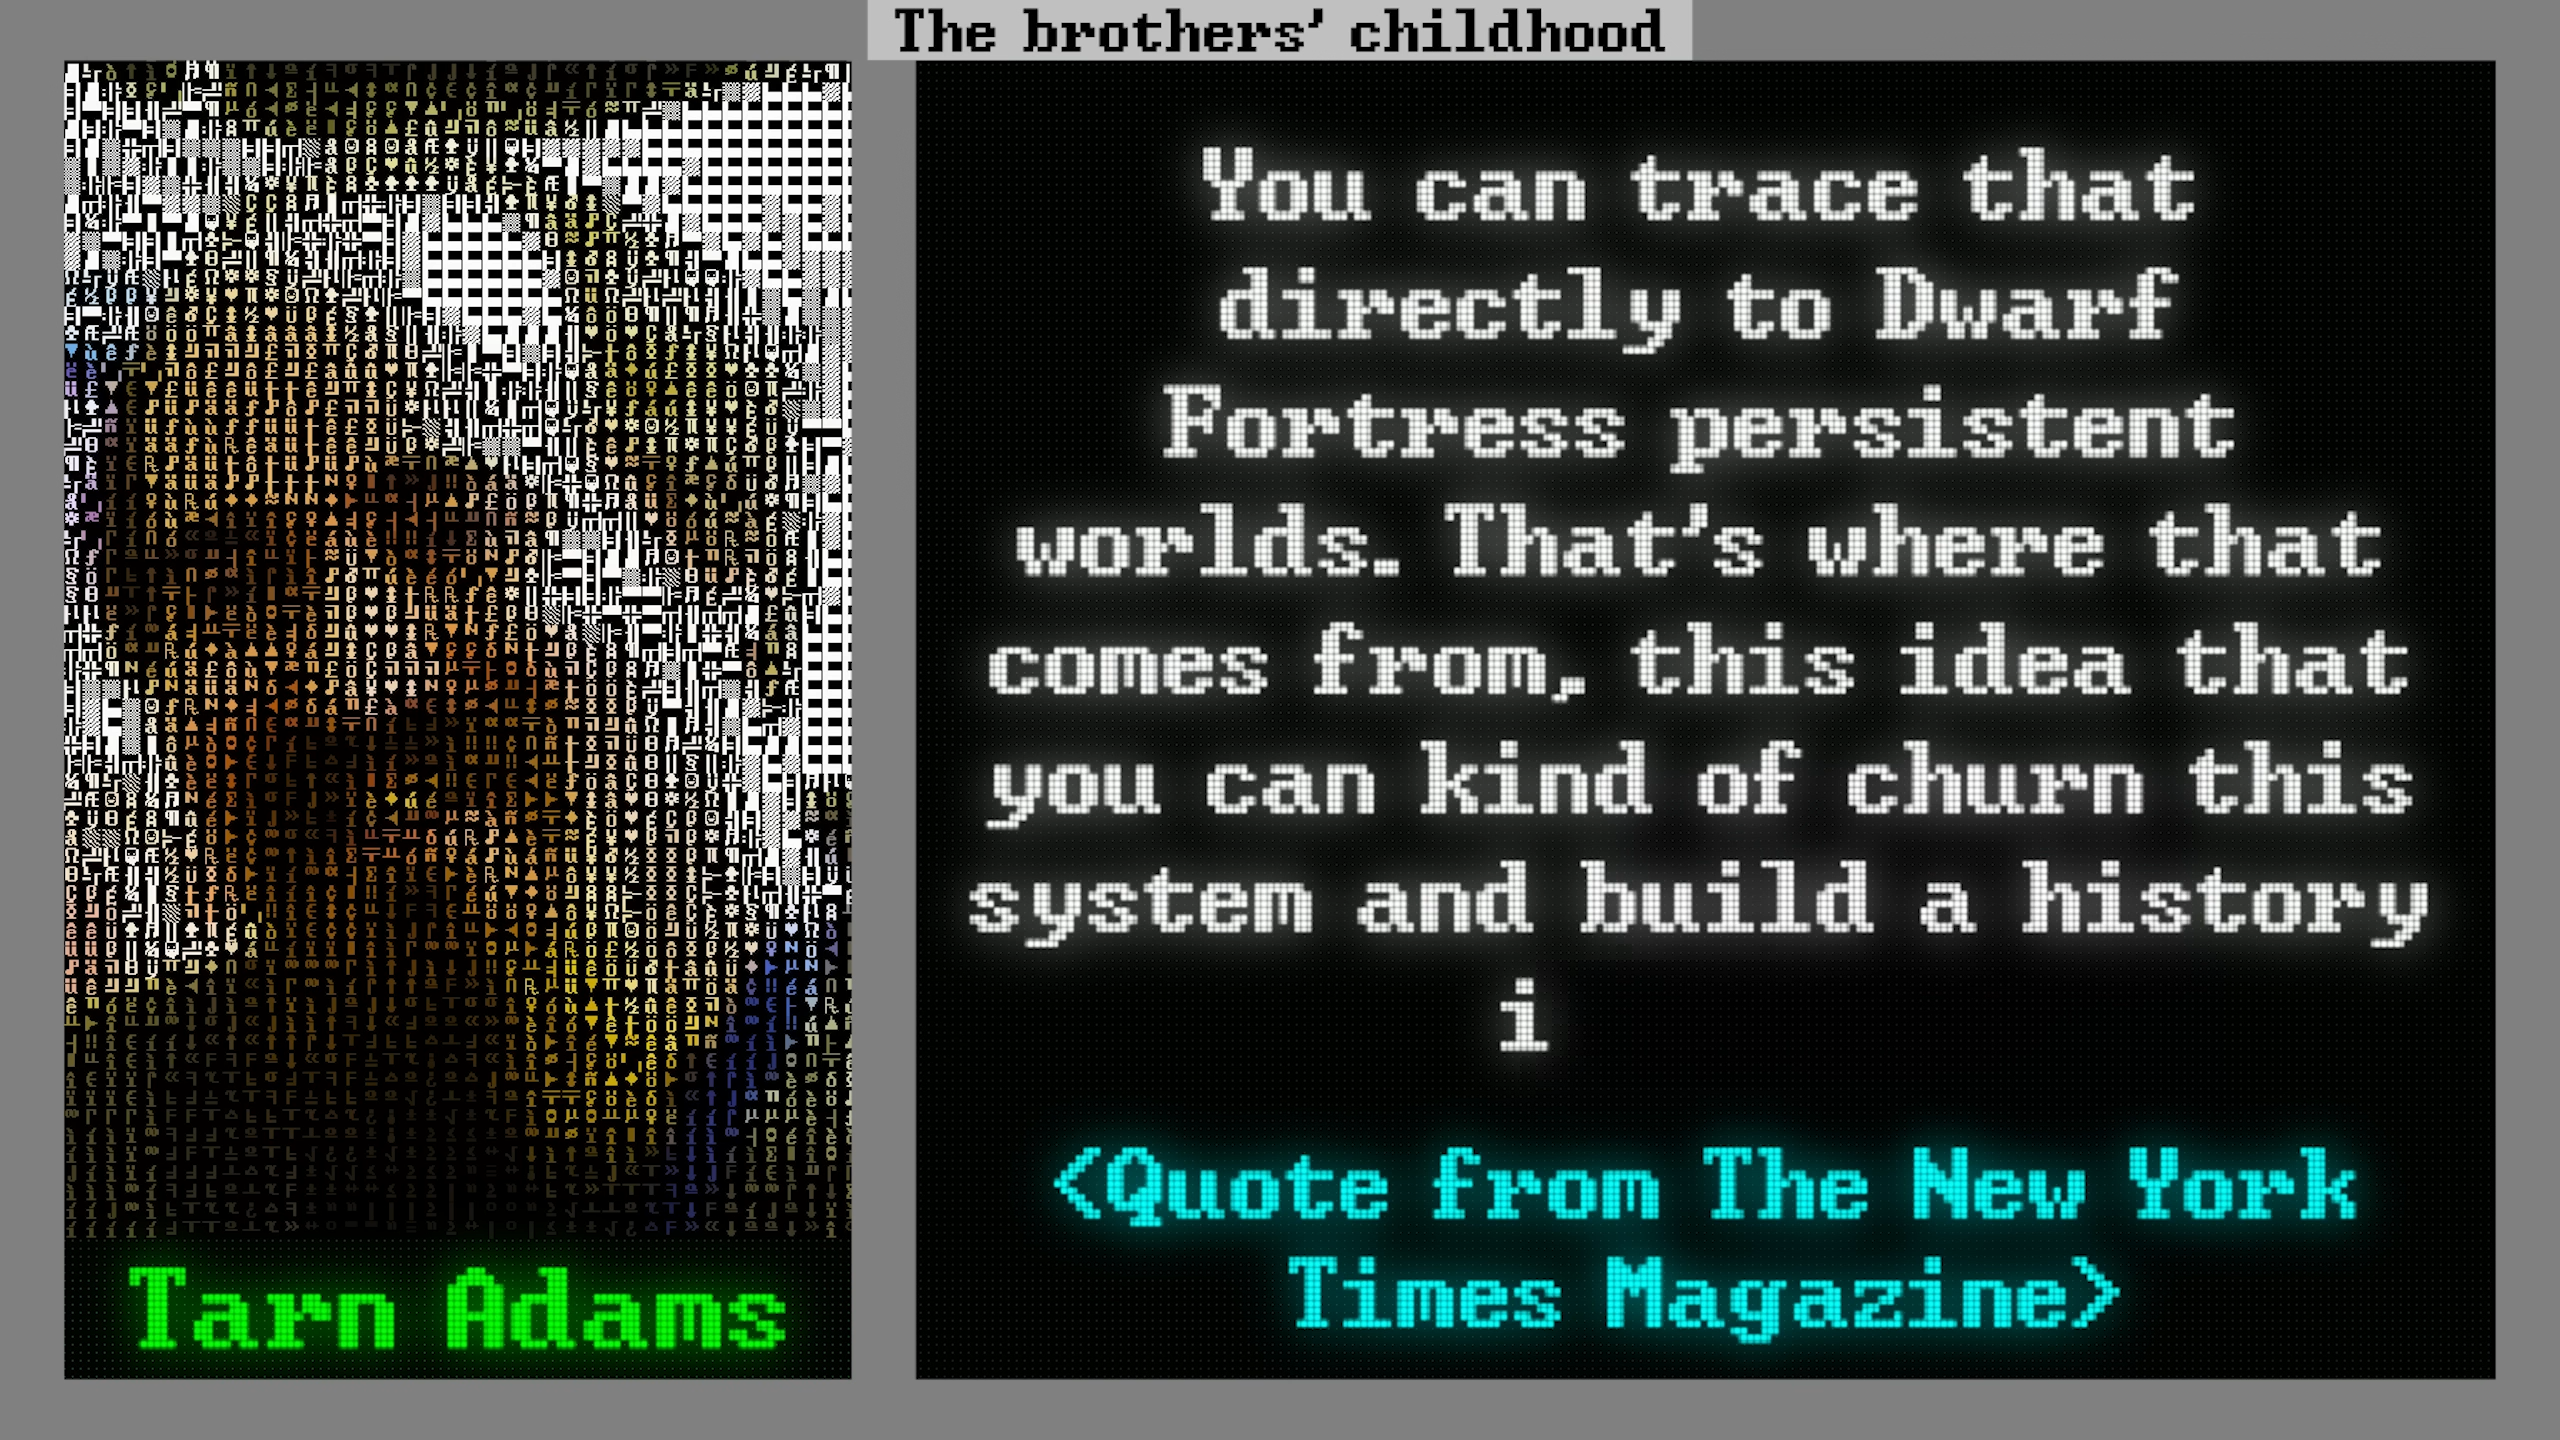 The brothers' childhood
You can trace that
directly to Dwarf
Fortress persistent
worlds. That's where that
comes from, this idea that
you can kind of churn this
system and build a history
i
<Quote from The New York
Times Magazine>
Tarn Adams